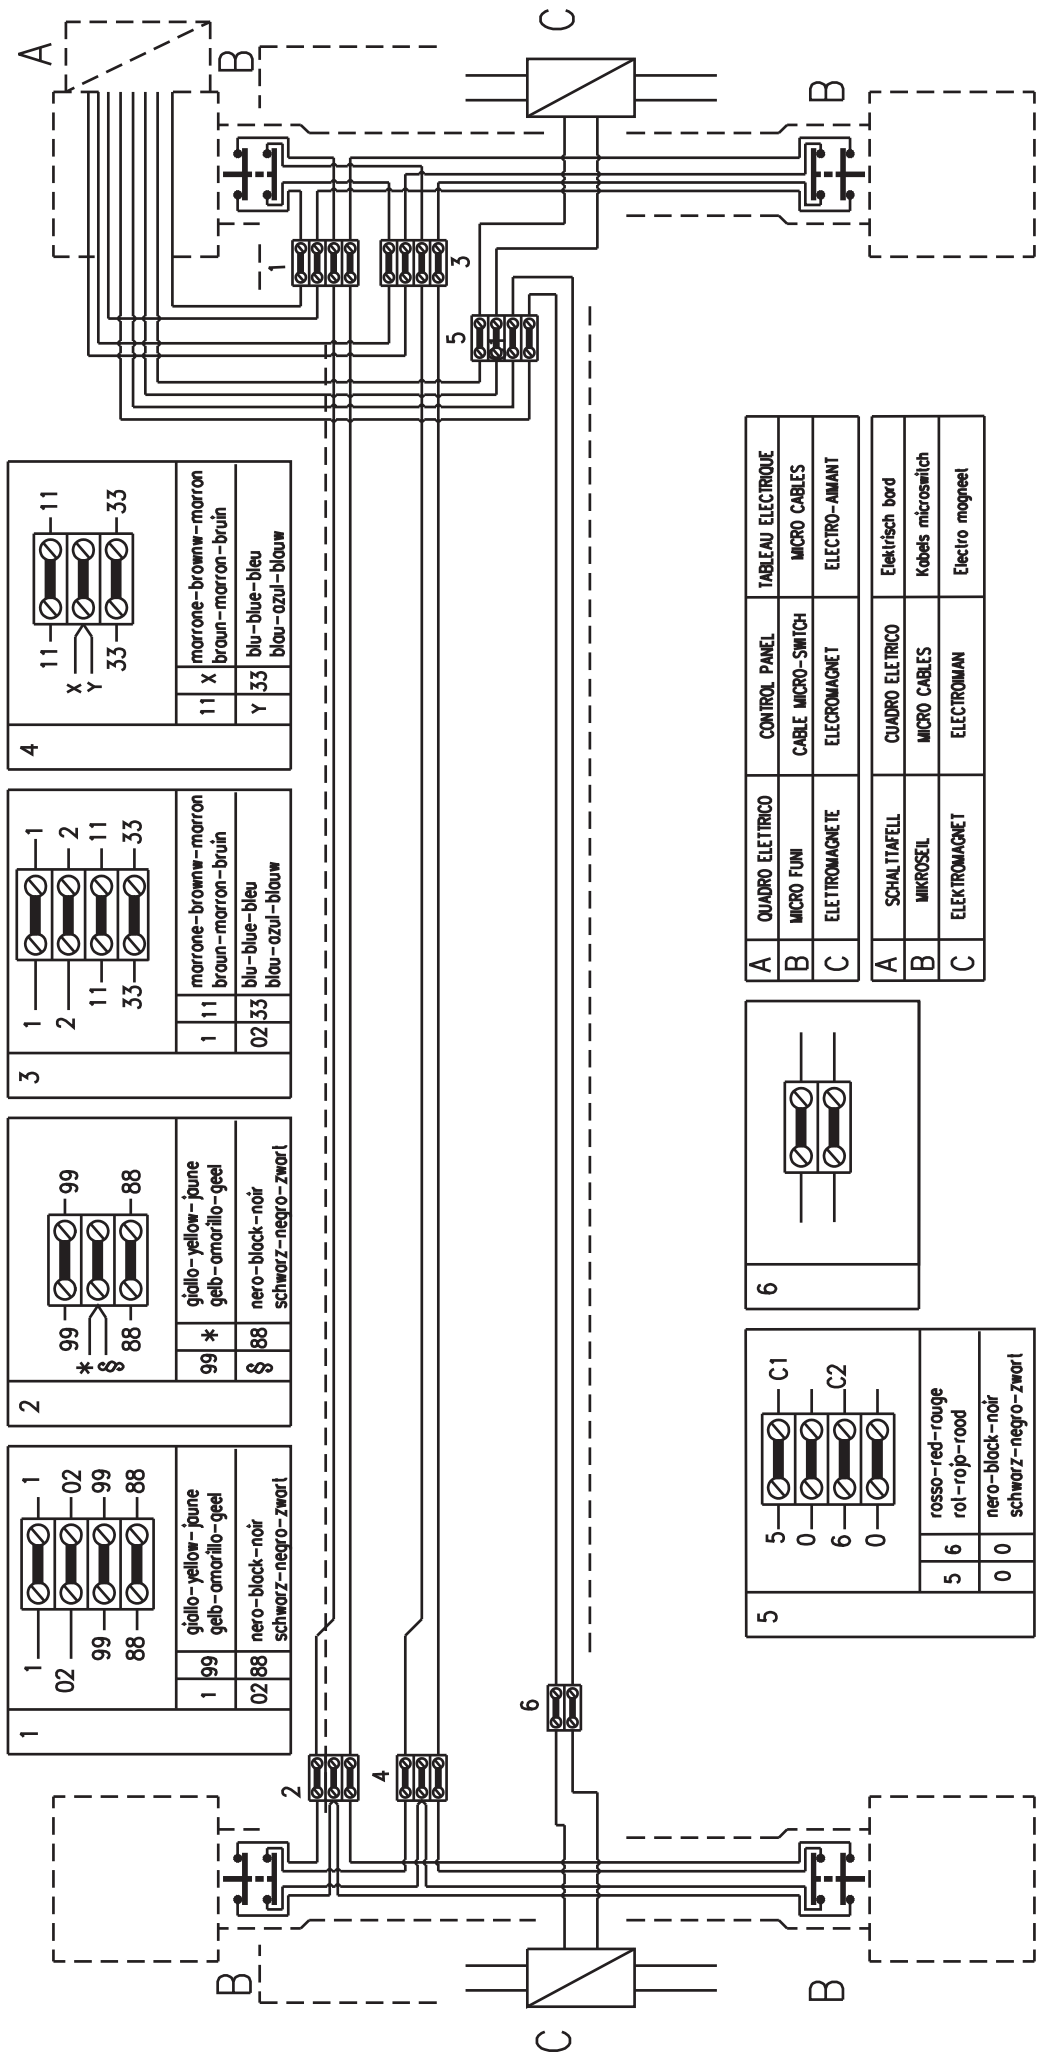 A
B
C
B
1
3
5
2
4
6
B
C
B
1
1
02
99
88
1
02
99
88
1 99
giallo-yellow-jaune
gelb-amarillo-geel
02 88
nero-black-noir
schwarz-negro-zwart
2
99
*
§
88
99
88
99 *
giallo-yellow-jaune
gelb-amarillo-geel
§ 88
nero-black-noir
schwarz-negro-zwart
3
1
2
11
33
1
2
11
33
1 11
marrone-brownw-marron
braun-marron-bruin
02 33
blu-blue-bleu
blau-azul-blauw
4
11
X
Y
33
11
33
11 X
marrone-brownw-marron
braun-marron-bruin
Y 33
blu-blue-bleu
blau-azul-blauw
5
5
0
6
0
C1
C2
5 6
rosso-red-rouge
rot-rojo-rood
0 0
nero-black-noir
schwarz-negro-zwart
6
A QUADRO ELETTRICO CONTROL PANEL TABLEAU ELECTRIQUE
B MICRO FUNI CABLE MICRO-SWITCH MICRO CABLES
C ELETTROMAGNETE ELECROMAGNET ELECTRO-AIMANT
A SCHALTTAFELL CUADRO ELETRICO Elektrisch bord
B MIKROSEIL MICRO CABLES Kabels microswitch
C ELEKTROMAGNET ELECTROIMAN Electro magneet